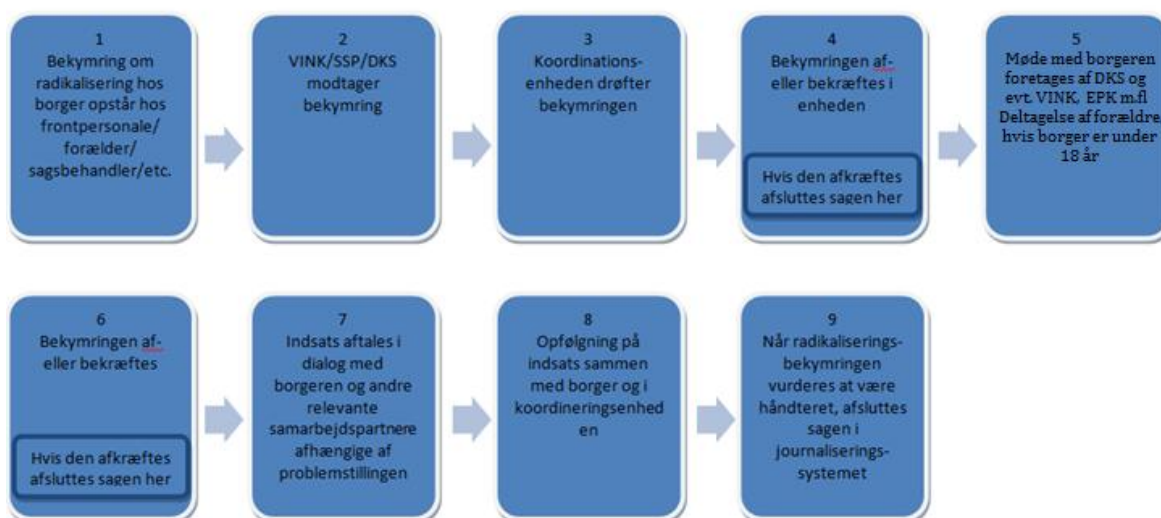 1
Bekymring om
radikalisering hos
borger opstår hos
frontpersonale/
forælder/
sagsbehandler/etc.
2
VINK/SSP/DKS
modtager
bekymring
3
Koordinations-
enheden drøfter
bekymringen
4
Bekymringen af-
eller bekræftes i
enheden
Hvis den afkræftes
afsluttes sagen her
5
Møde med borgeren
foretages af DKS og
evt. VINK, EPK m.fl
Deltagelse af forældre,
hvis borger er under
18 år
6
Bekymringen af-
eller bekræftes
Hvis den afkræftes
afsluttes sagen her
7
Indsats aftales i
dialog med
borgeren og andre
relevante
samarbejdspartnere
afhængige af
problemstillingen
8
Opfølgning på
indsats sammen
med borger og i
koordineringsenhed
en
9
Når radikaliserings-
bekymringen
vurderes at være
håndteret, afsluttes
sagen i
journaliserings-
systemet